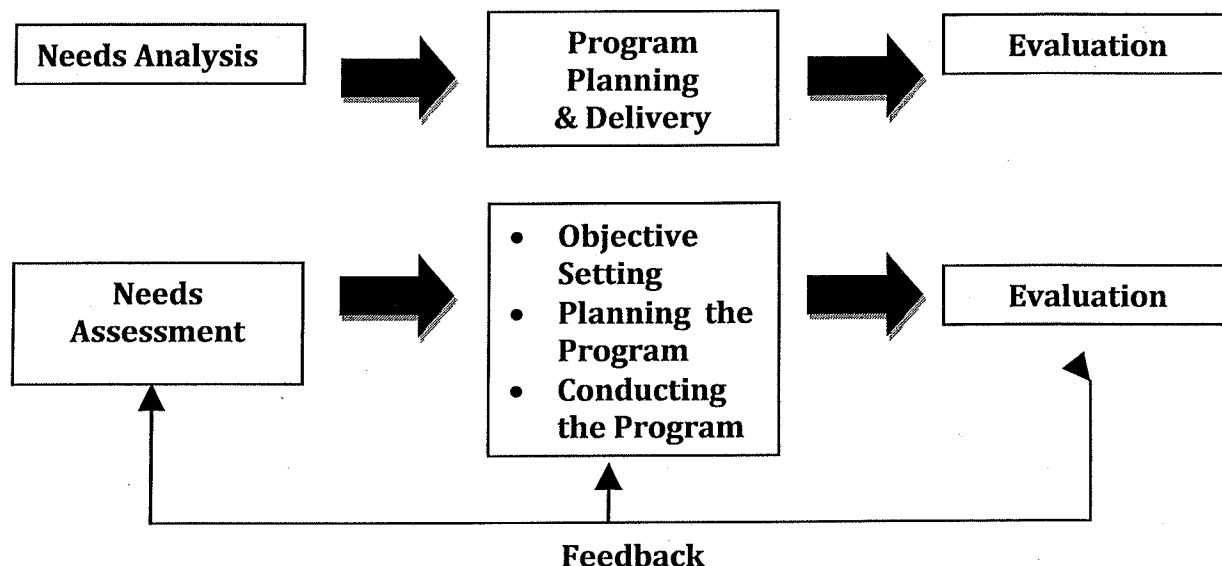 Needs Analysis
Program
Planning
& Delivery
Evaluation
Needs
Assessment
• Objective
Setting
• Planning the
Program
• Conducting
the Program
Evaluation
Feedback